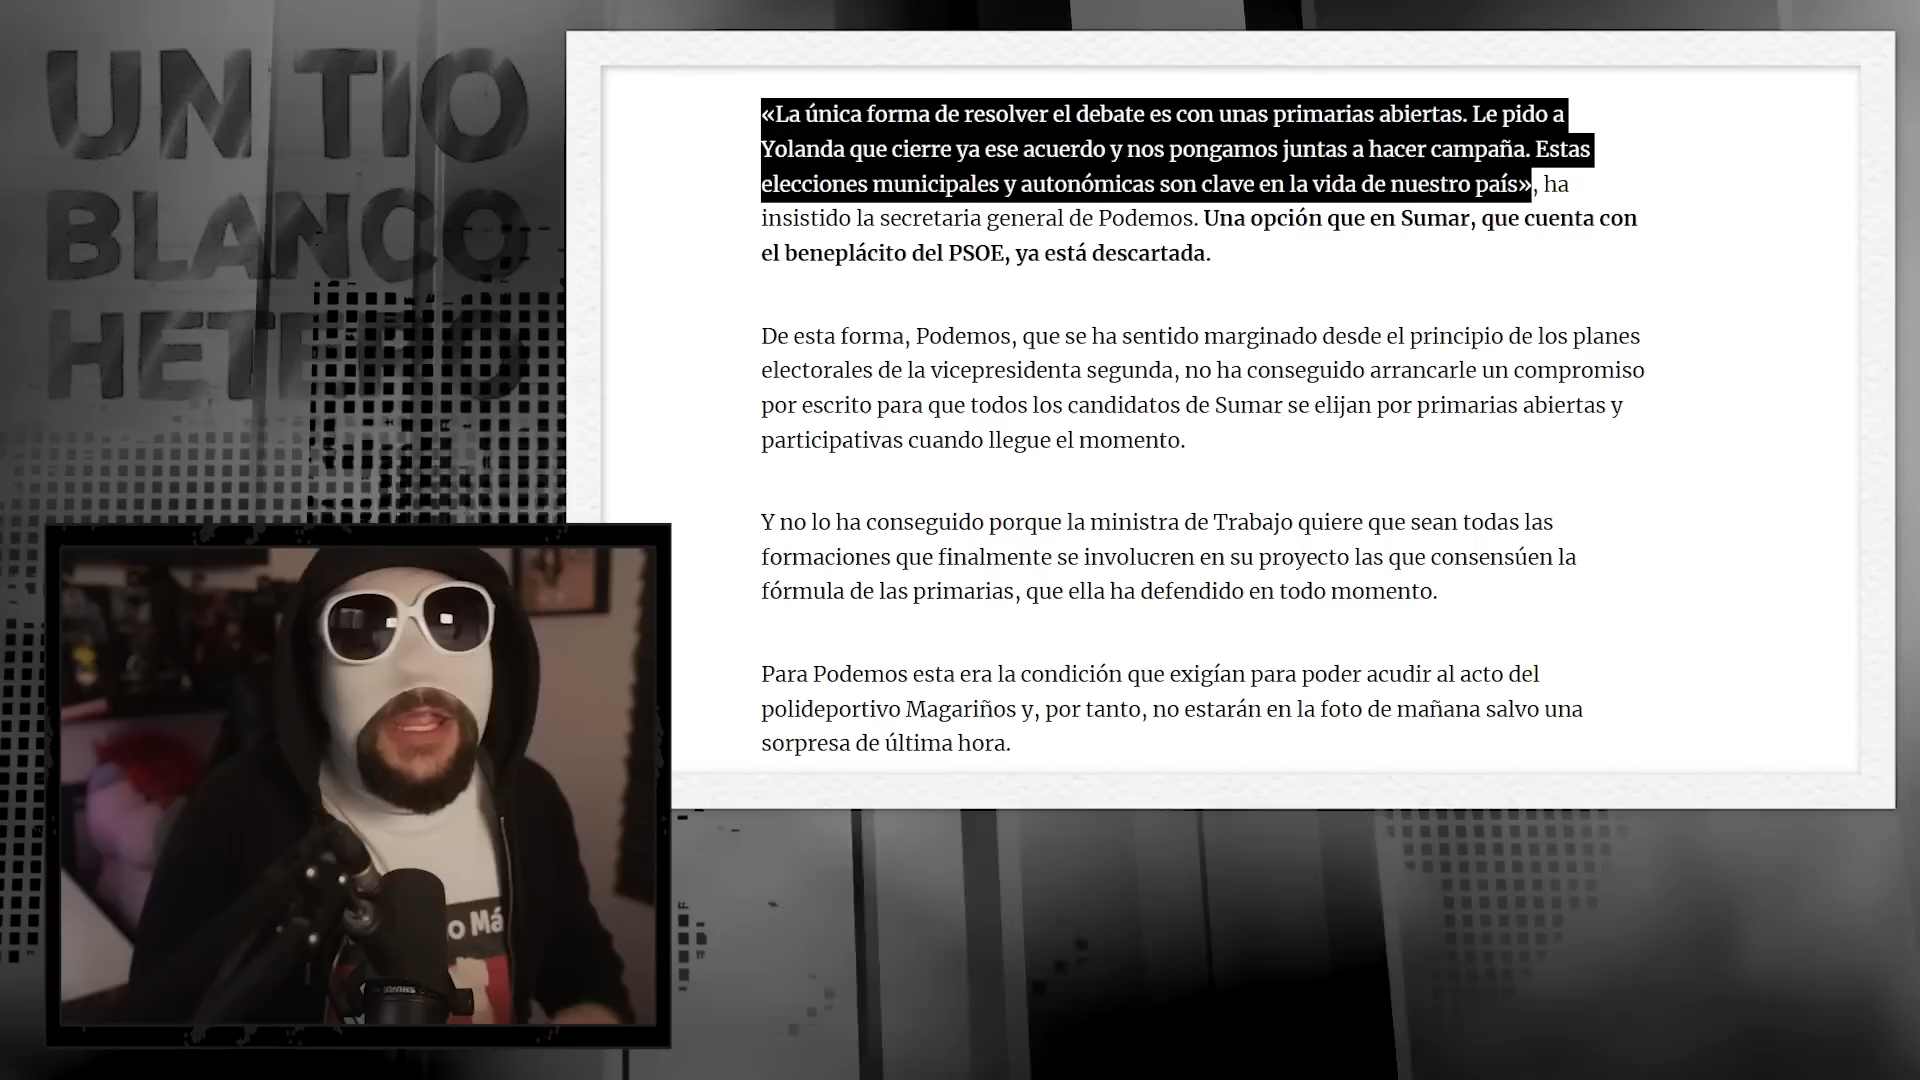 UN TIO
BLANCO
HETERO
«La única forma de resolver el debate es con unas primarias abiertas. Le pido a
Yolanda que cierre ya ese acuerdo y nos pongamos juntas a hacer campaña. Estas
elecciones municipales y autonómicas son clave en la vida de nuestro país», ha
insistido la secretaria general de Podemos. Una opción que en Sumar, que cuenta con
el beneplácito del PSOE, ya está descartada.
De esta forma, Podemos, que se ha sentido marginado desde el principio de los planes
electorales de la vicepresidenta segunda, no ha conseguido arrancarle un compromiso
por escrito para que todos los candidatos de Sumar se elijan por primarias abiertas y
participativas cuando llegue el momento.
Y no lo ha conseguido porque la ministra de Trabajo quiere que sean todas las
formaciones que finalmente se involucren en su proyecto las que consensúen la
fórmula de las primarias, que ella ha defendido en todo momento.
Para Podemos esta era la condición que exigían para poder acudir al acto del
polideportivo Magariños y, por tanto, no estarán en la foto de mañana salvo una
sorpresa de última hora.
o Má
SHURE